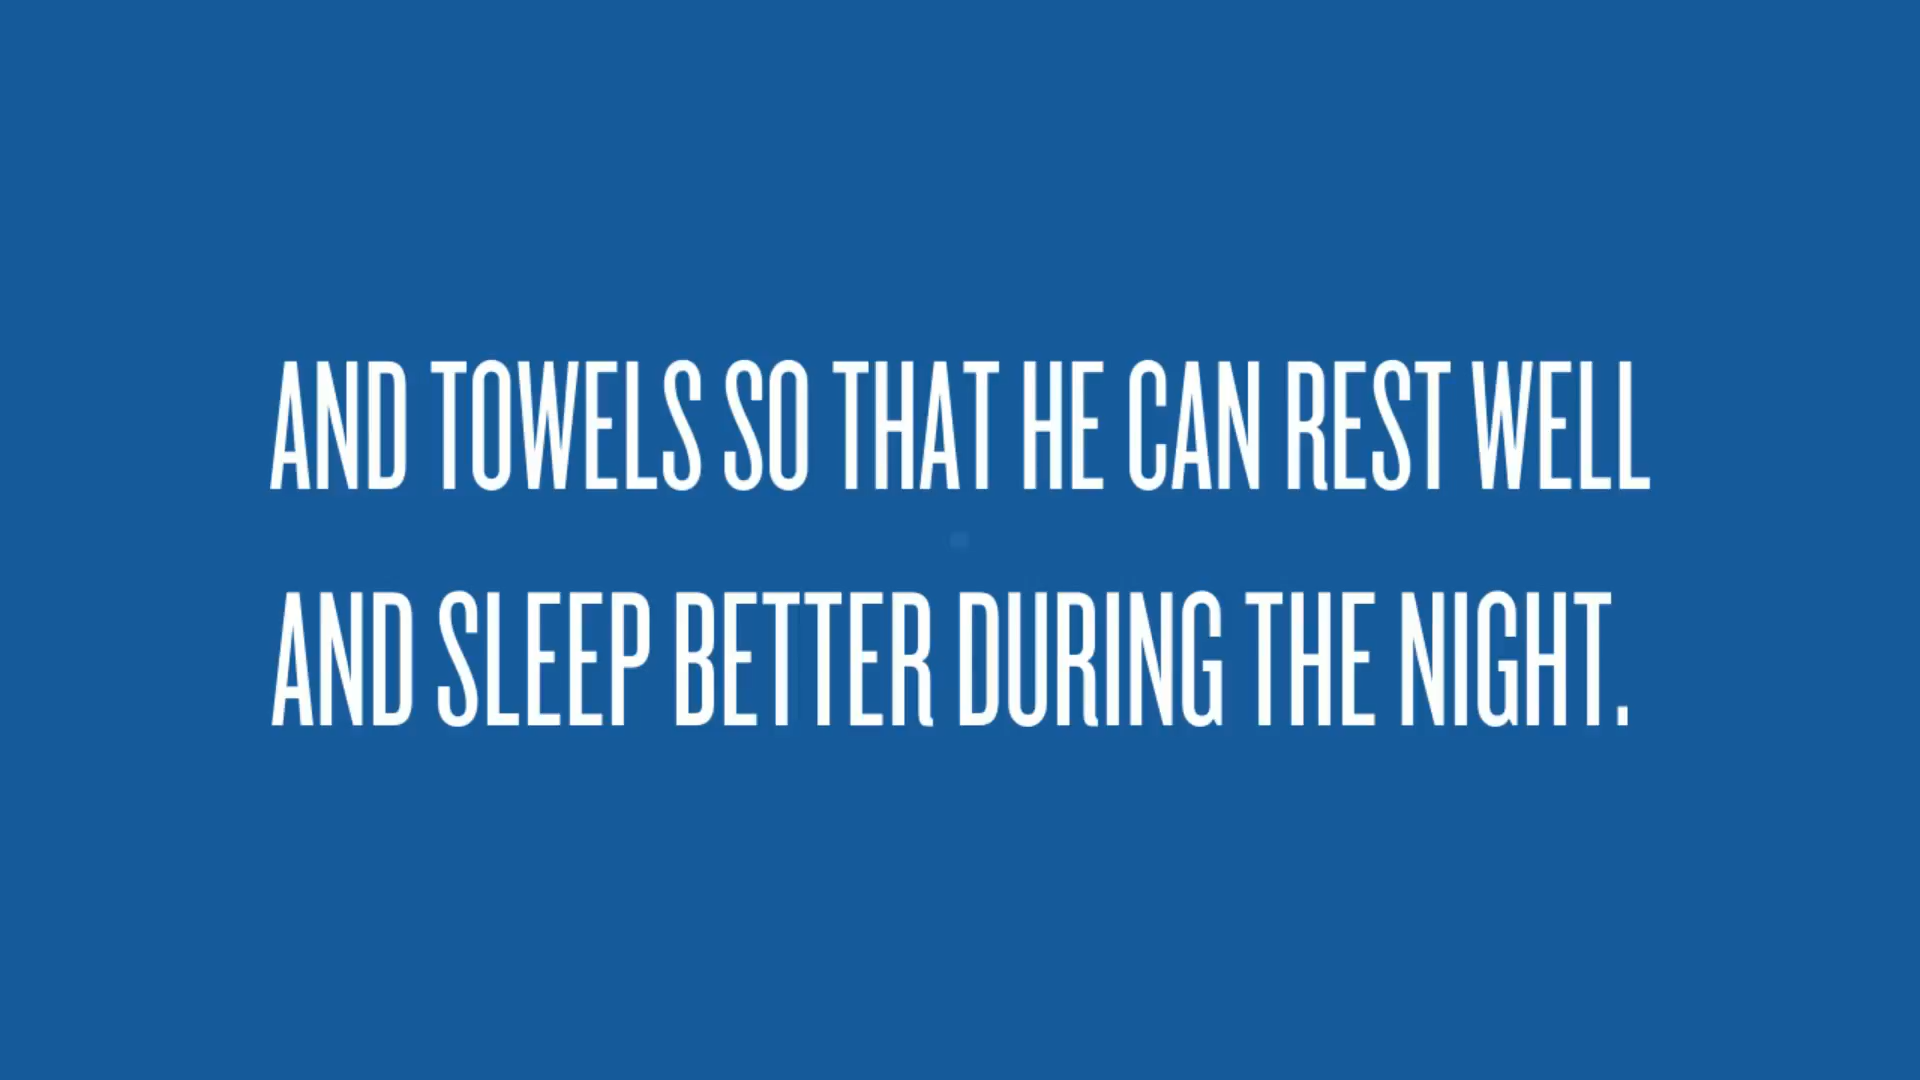 AND TOWELS SO THAT HE CAN REST WELL
AND SLEEP BETTER DURING THE NIGHT.